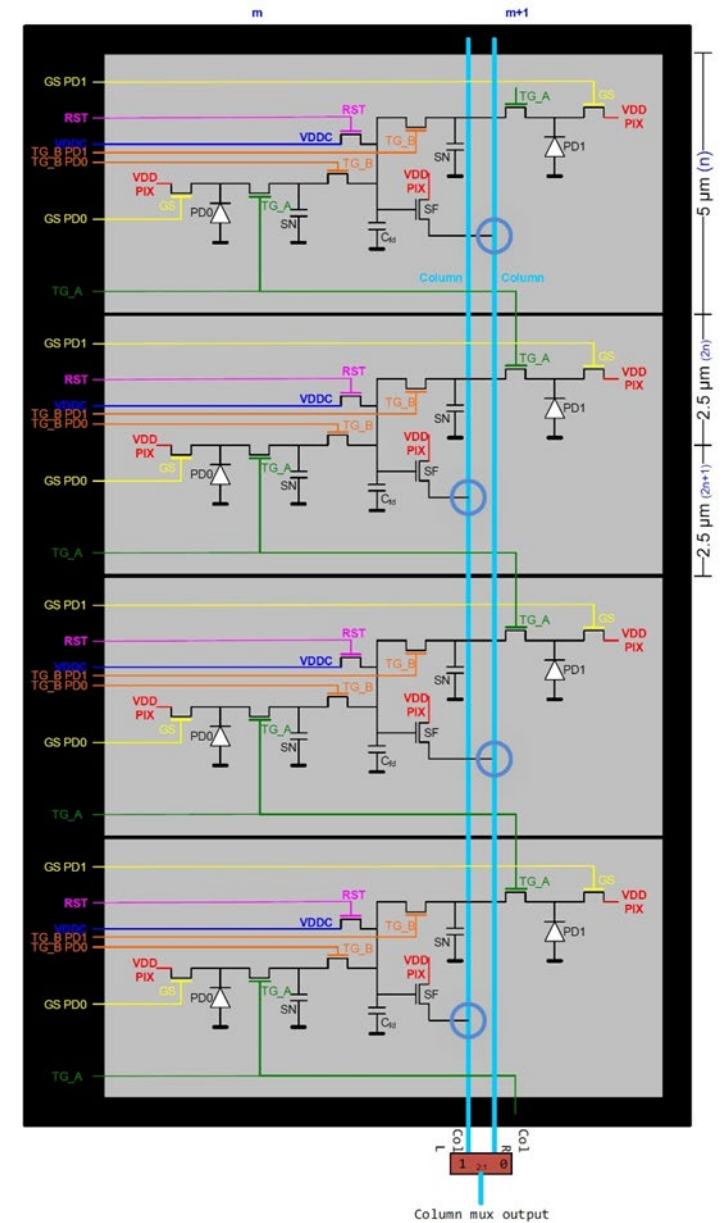 m m+1
GS PD1
GS
TG_A
RST
RST
VDD
PIX
VDDC
VDDC
TG_B PD1
TG_B
TG_B PD0
TG_B
SN
PD1
VDD
PIX
VDD
PIX
GS
PD0
TG_A
SN
SF
GS PD0
Cfd
Column Column
TG_A
5 µm (n)
GS PD1
GS
TG_A
RST
RST
VDD
PIX
VDDC
VDDC
TG_B PD1
TG_B
TG_B PD0
TG_B
SN
PD1
VDD
PIX
VDD
PIX
GS
PD0
TG_A
SN
SF
GS PD0
Cfd
TG_A
2.5 µm (2n)
2.5 µm (2n+1)
GS PD1
GS
TG_A
RST
RST
VDD
PIX
VDDC
VDDC
TG_B PD1
TG_B
TG_B PD0
TG_B
SN
PD1
VDD
PIX
VDD
PIX
GS
PD0
TG_A
SN
SF
GS PD0
Cfd
TG_A
GS PD1
GS
TG_A
RST
RST
VDD
PIX
VDDC
VDDC
TG_B PD1
TG_B
TG_B PD0
TG_B
SN
PD1
VDD
PIX
VDD
PIX
GS
PD0
TG_A
SN
SF
GS PD0
Cfd
TG_A
Col L
Col R
1 2:1 0
Column mux output